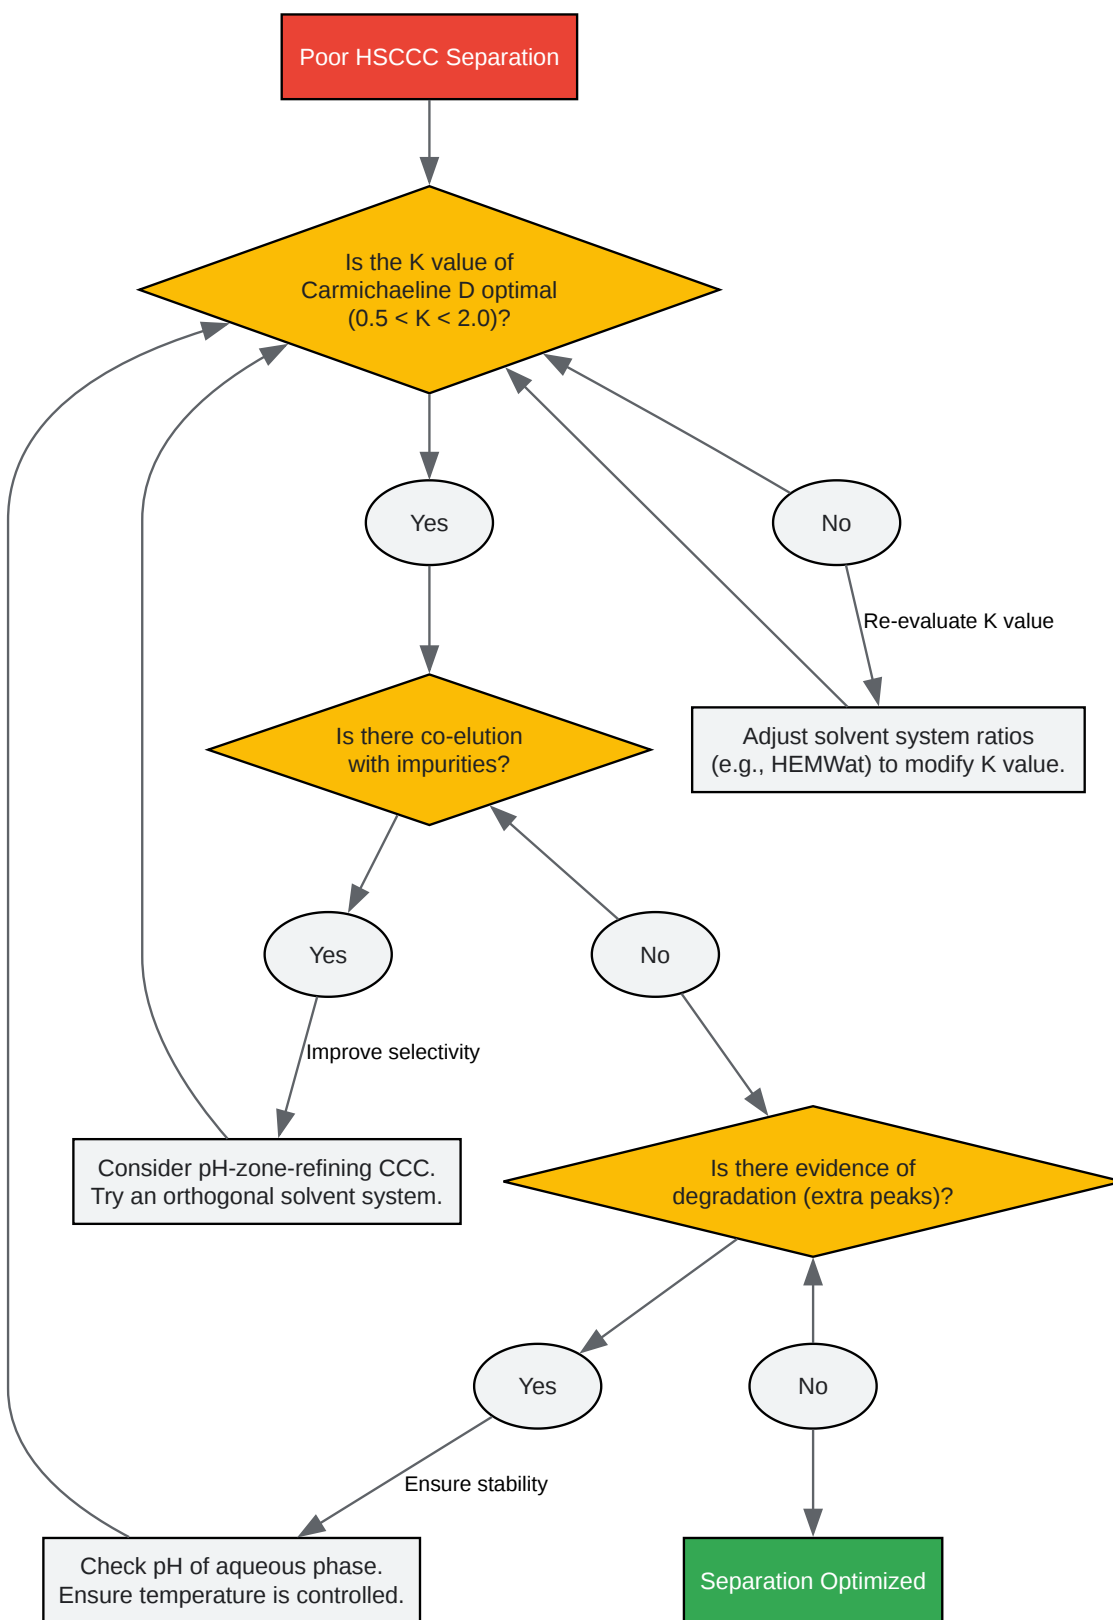 Poor HSCCC Separation
Is the K value of
Carmichaeline D optimal
(0.5 < K < 2.0)?
Yes
No
Re-evaluate K value
Is there co-elution
with impurities?
Adjust solvent system ratios
(e.g., HEMWat) to modify K value.
Yes
No
Improve selectivity
Consider pH-zone-refining CCC.
Try an orthogonal solvent system.
Is there evidence of
degradation (extra peaks)?
Yes
No
Ensure stability
Check pH of aqueous phase.
Ensure temperature is controlled.
Separation Optimized